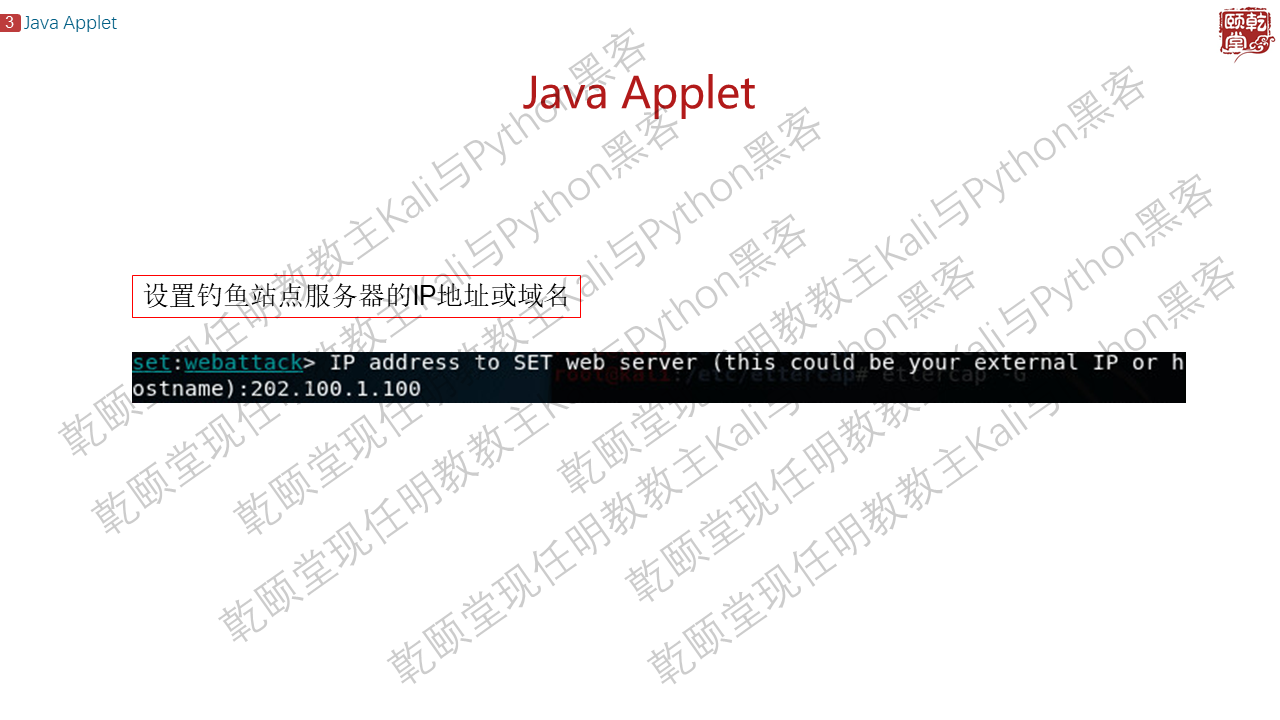 3 Java Applet
颐乾堂
Java Applet
设置钓鱼站点服务器的IP地址或域名
set:webattack> IP address to SET web server (this could be your external IP or h
ostname):202.100.1.100
root@kali:/etc/ettercap# ettercap -G
乾颐堂现任明教教主Kali与Python黑客
乾颐堂现任明教教主Kali与Python黑客
乾颐堂现任明教教主Kali与Python黑客
乾颐堂现任明教教主Kali与Python黑客
乾颐堂现任明教教主Kali与Python黑客
乾颐堂现任明教教主Kali与Python黑客
乾颐堂现任明教教主Kali与Python黑客
乾颐堂现任明教教主Kali与Python黑客